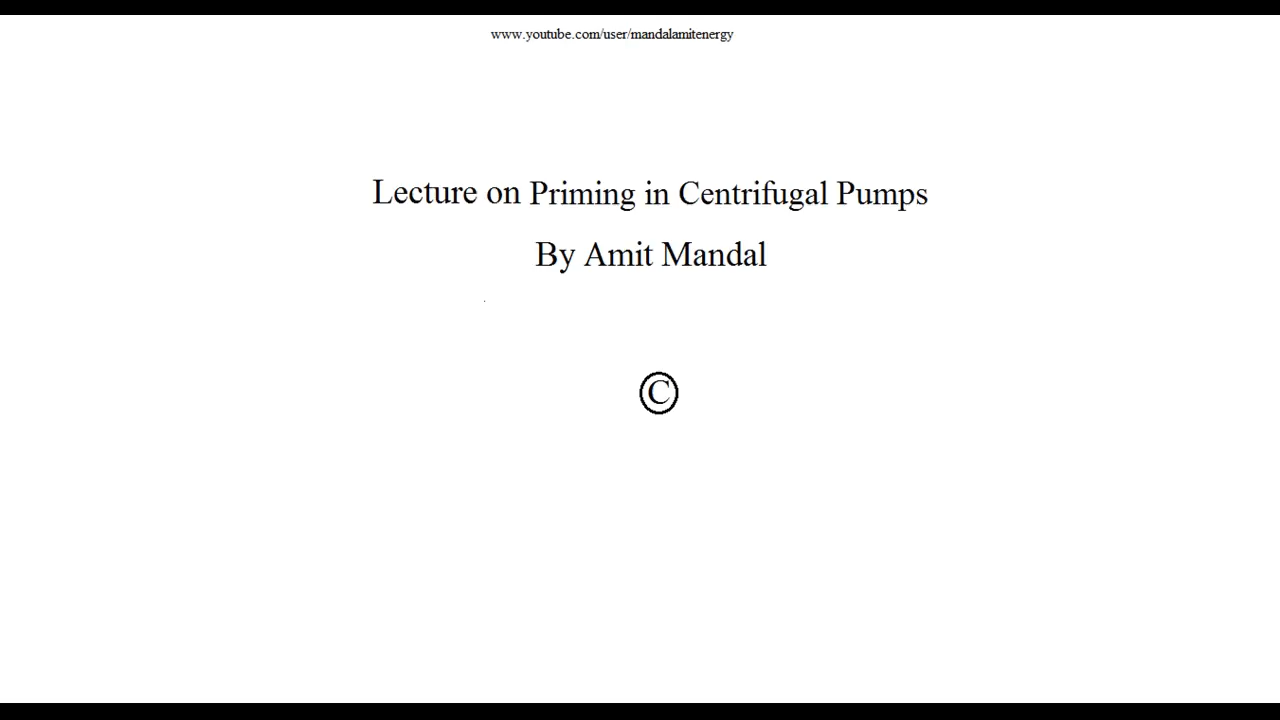 www.youtube.com/user/mandalamitenergy
Lecture on Priming in Centrifugal Pumps
By Amit Mandal
©